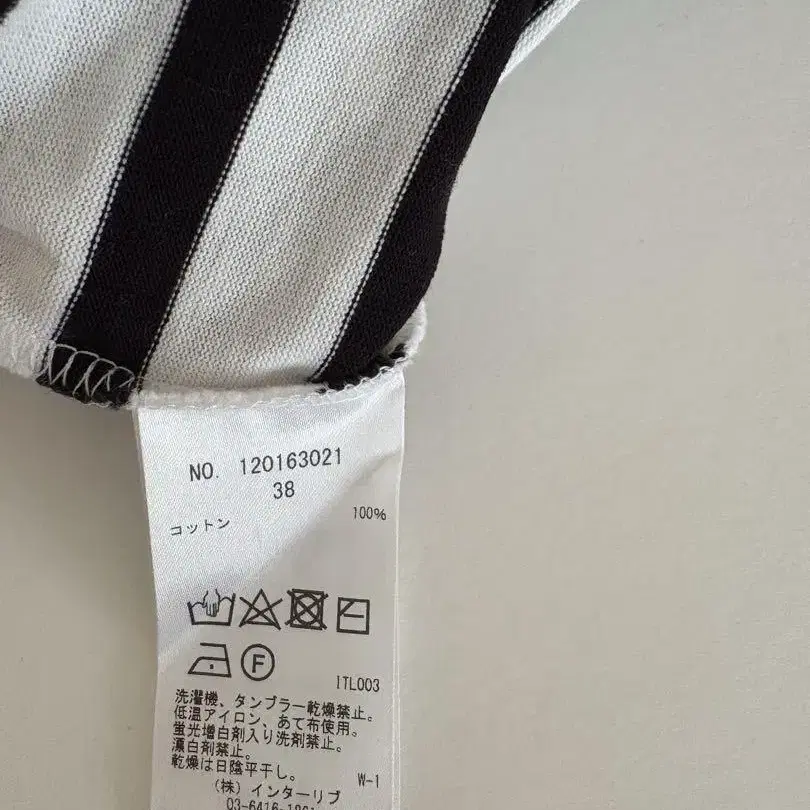 NO. 120163021
38
コットン 100%
F
ITL003
洗濯機、タンブラー乾燥禁止。
低温アイロン、あて布使用。
蛍光増白剤入り洗剤禁止。
漂白剤禁止。
乾燥は日陰平干し。
W-1
(株) インターリブ
03-6416-